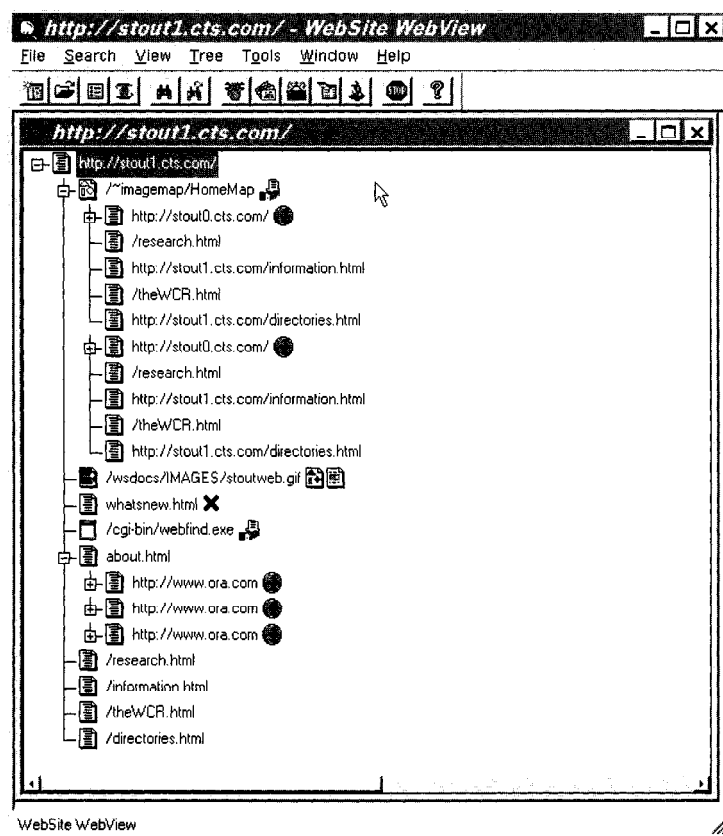 http://stout1.cts.com/ - WebSite WebView
File Search View Tree Tools Window Help
STOP ?
http://stout1.cts.com/
http://stout1.cts.com/
/~imagemap/HomeMap
http://stout0.cts.com/
/research.html
http://stout1.cts.com/information.html
/theWCR.html
http://stout1.cts.com/directories.html
http://stout0.cts.com/
/research.html
http://stout1.cts.com/information.html
/theWCR.html
http://stout1.cts.com/directories.html
/wsdocs/IMAGES/stoutweb.gif
whatsnew.html
/cgi-bin/webfind.exe
about.html
http://www.ora.com
http://www.ora.com
http://www.ora.com
/research.html
/information.html
/theWCR.html
/directories.html
WebSite WebView